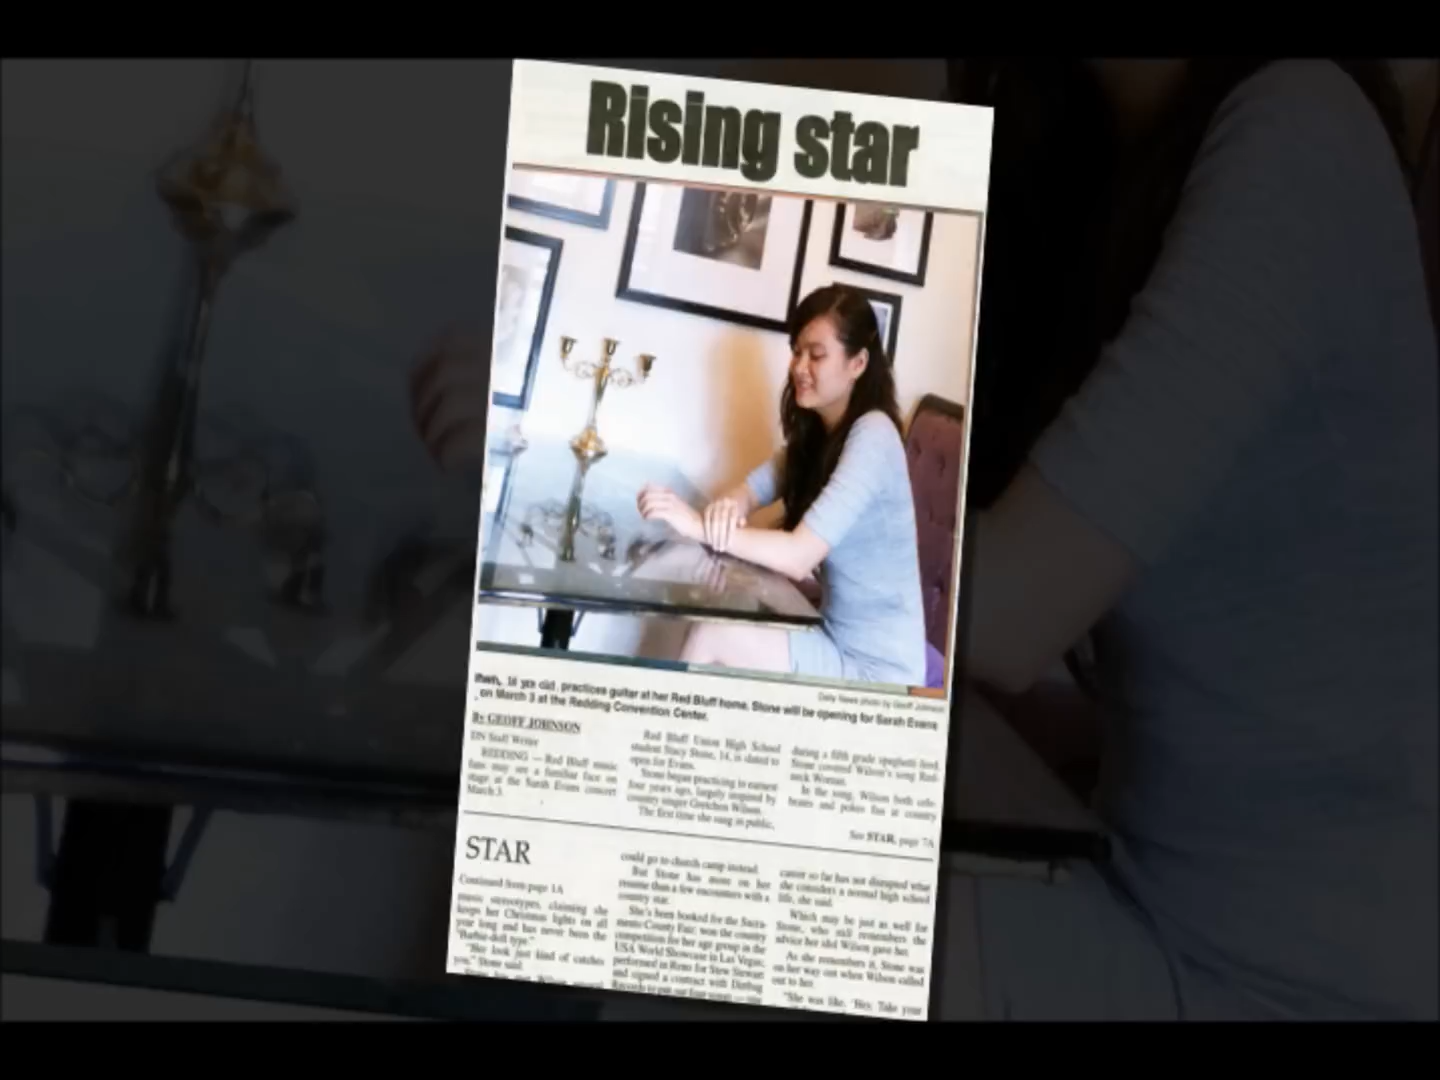 Rising star
Daily News photo by Geoff Johnson
14 yrs old, practices guitar at her Red Bluff home. Stone will be opening for Sarah Evans
, on March 3 at the Redding Convention Center.
By GEOFF JOHNSON
DN Staff Writer
REDDING — Red Bluff music
fans may see a familiar face on
stage at the Sarah Evans concert
March 3.
Red Bluff Union High School
student Stacy Stone, 14, is slated to
open for Evans.
Stone began practicing in earnest
four years ago, largely inspired by
country singer Gretchen Wilson.
The first time she sang in public,
during a fifth grade spaghetti feed,
Stone covered Wilson's song Red-
neck Woman.
In the song, Wilson both cele-
brates and pokes fun at country
See STAR, page 7A
STAR
Continued from page 1A
music stereotypes, claiming she
keeps her Christmas lights on all
year long and has never been the
"Barbie-doll type."
"Her look just kind of catches
you," Stone said.
could go to church camp instead.
But Stone has more on her
resume than a few encounters with a
country star.
She's been booked for the Sacra-
mento County Fair, won the country
competition for her age group in the
USA World Showcase in Las Vegas,
performed in Reno for Stew Stewart
and signed a contract with
Records to put out four songs — one
career so far has not disrupted what
she considers a normal high school
life, she said.
Which may be just as well for
Stone, who still remembers the
advice her idol Wilson gave her.
As she remembers it, Stone was
on her way out when Wilson called
out to her.
"She was like, 'Hey, Take your